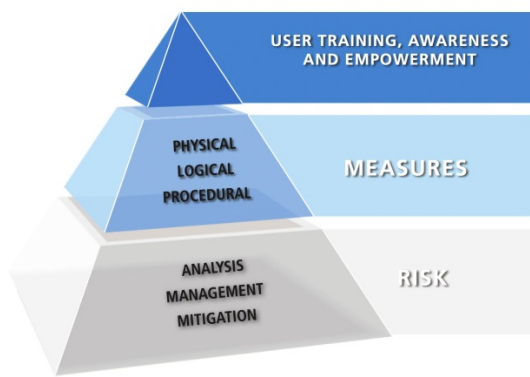 USER TRAINING, AWARENESS
AND EMPOWERMENT
PHYSICAL
LOGICAL
PROCEDURAL
MEASURES
ANALYSIS
MANAGEMENT
MITIGATION
RISK